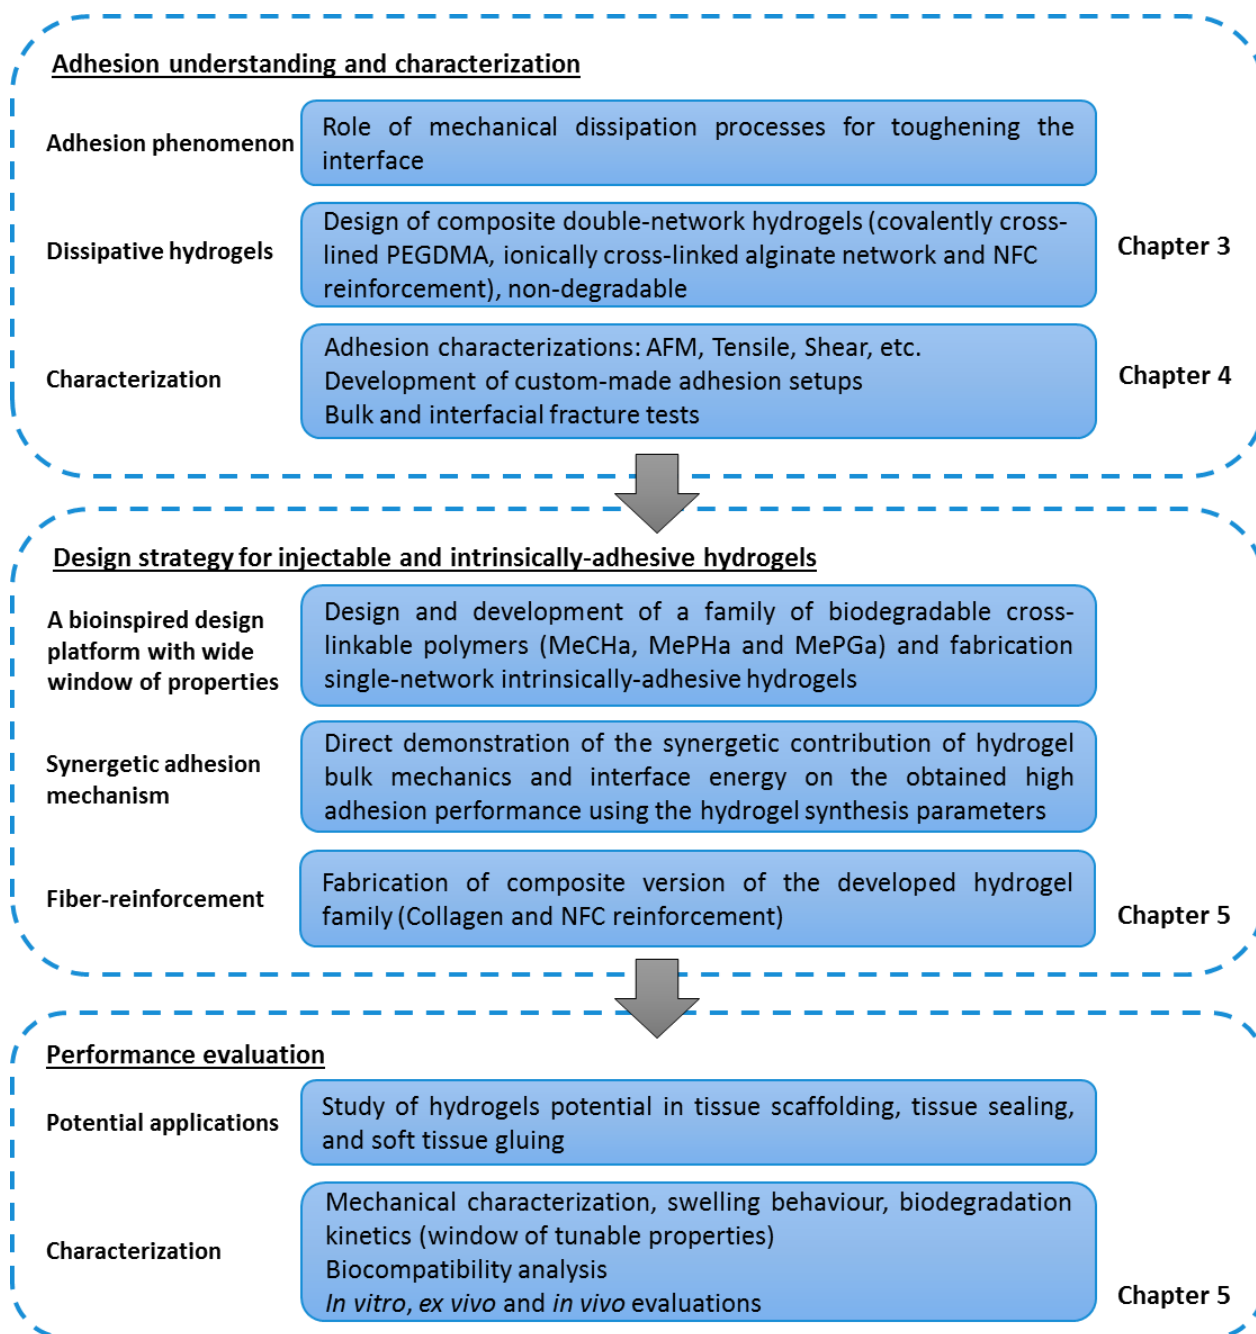 Adhesion understanding and characterization
Adhesion phenomenon
Role of mechanical dissipation processes for toughening the
interface
Dissipative hydrogels
Design of composite double-network hydrogels (covalently cross-
lined PEGDMA, ionically cross-linked alginate network and NFC
reinforcement), non-degradable
Chapter 3
Characterization
Adhesion characterizations: AFM, Tensile, Shear, etc.
Development of custom-made adhesion setups
Bulk and interfacial fracture tests
Chapter 4
Design strategy for injectable and intrinsically-adhesive hydrogels
A bioinspired design
platform with wide
window of properties
Design and development of a family of biodegradable cross-
linkable polymers (MeCHa, MePHa and MePGa) and fabrication
single-network intrinsically-adhesive hydrogels
Synergetic adhesion
mechanism
Direct demonstration of the synergetic contribution of hydrogel
bulk mechanics and interface energy on the obtained high
adhesion performance using the hydrogel synthesis parameters
Fiber-reinforcement
Fabrication of composite version of the developed hydrogel
family (Collagen and NFC reinforcement)
Chapter 5
Performance evaluation
Potential applications
Study of hydrogels potential in tissue scaffolding, tissue sealing,
and soft tissue gluing
Characterization
Mechanical characterization, swelling behaviour, biodegradation
kinetics (window of tunable properties)
Biocompatibility analysis
In vitro, ex vivo and in vivo evaluations
Chapter 5